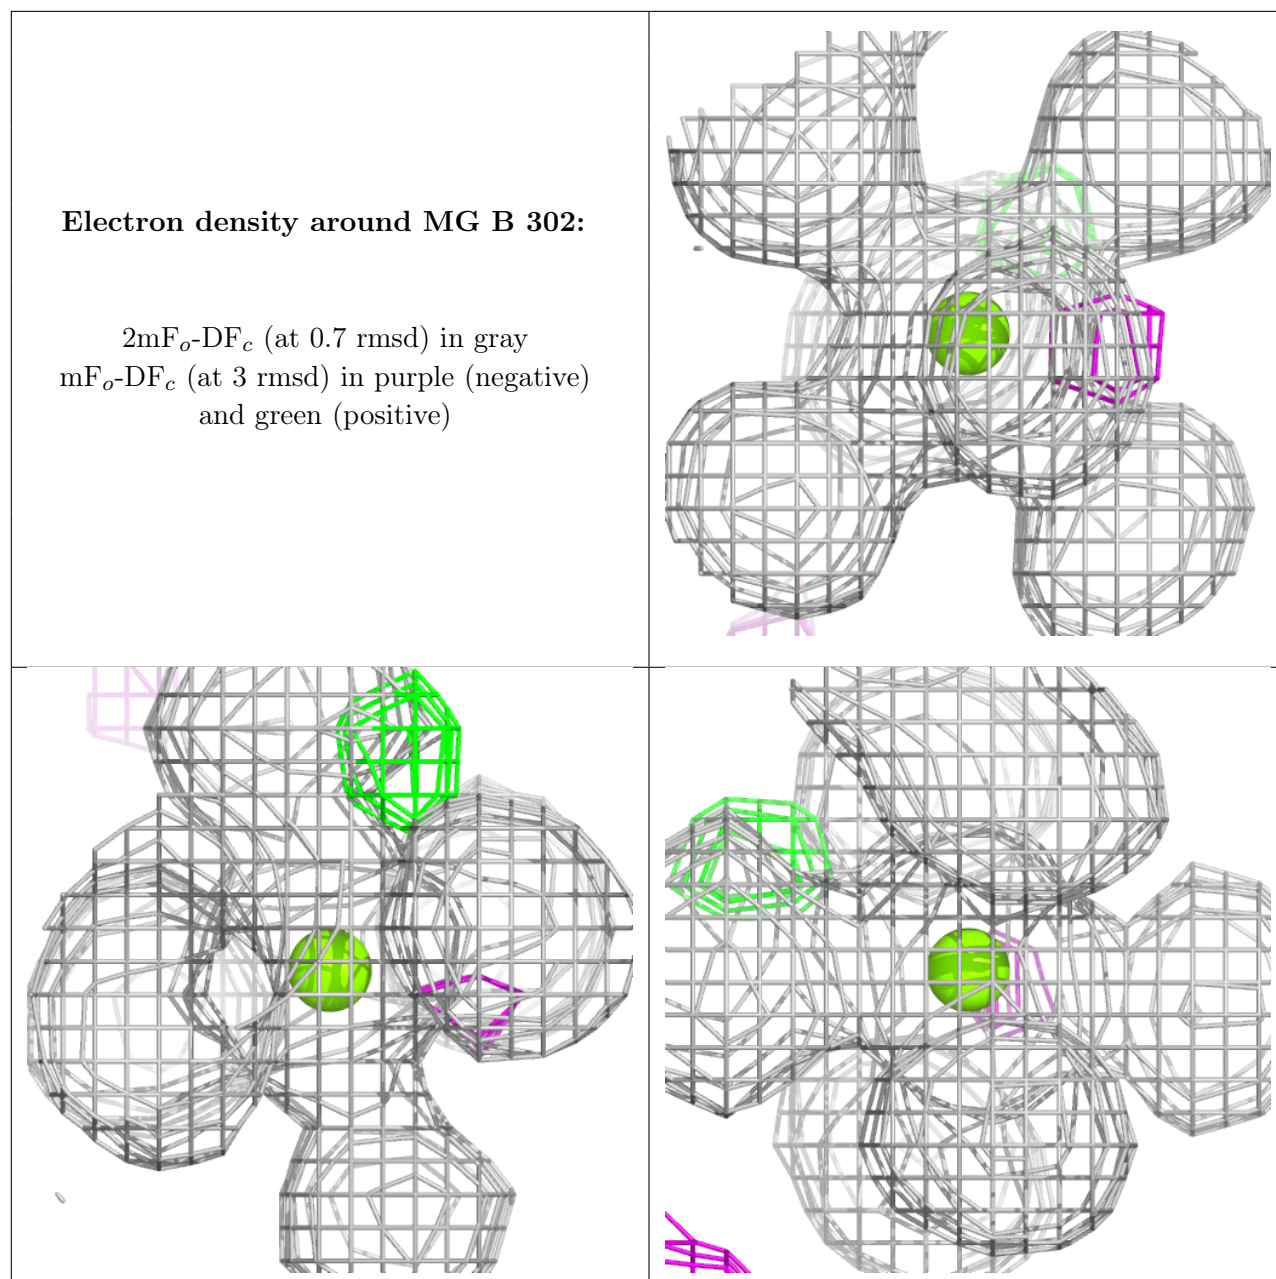 Electron density around MG B 302:
2mFo-DFc (at 0.7 rmsd) in gray
mFo-DFc (at 3 rmsd) in purple (negative)
and green (positive)